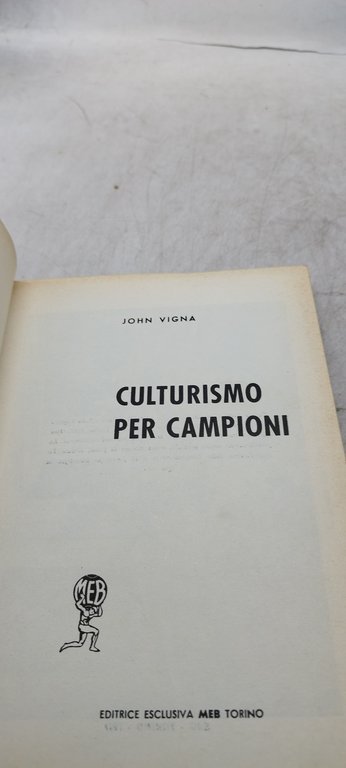 JOHN VIGNA
CULTURISMO
PER CAMPIONI
MEB
EDITRICE ESCLUSIVA MEB TORINO